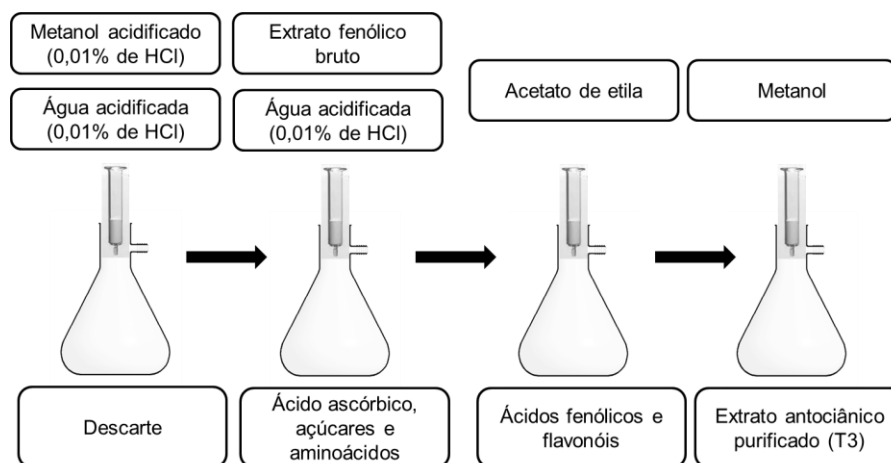 Metanol acidificado
(0,01% de HCl)
Água acidificada
(0,01% de HCl)
Extrato fenólico
bruto
Água acidificada
(0,01% de HCl)
Acetato de etila
Metanol
Descarte
Ácido ascórbico,
açúcares e
aminoácidos
Ácidos fenólicos e
flavonóis
Extrato antociânico
purificado (T3)